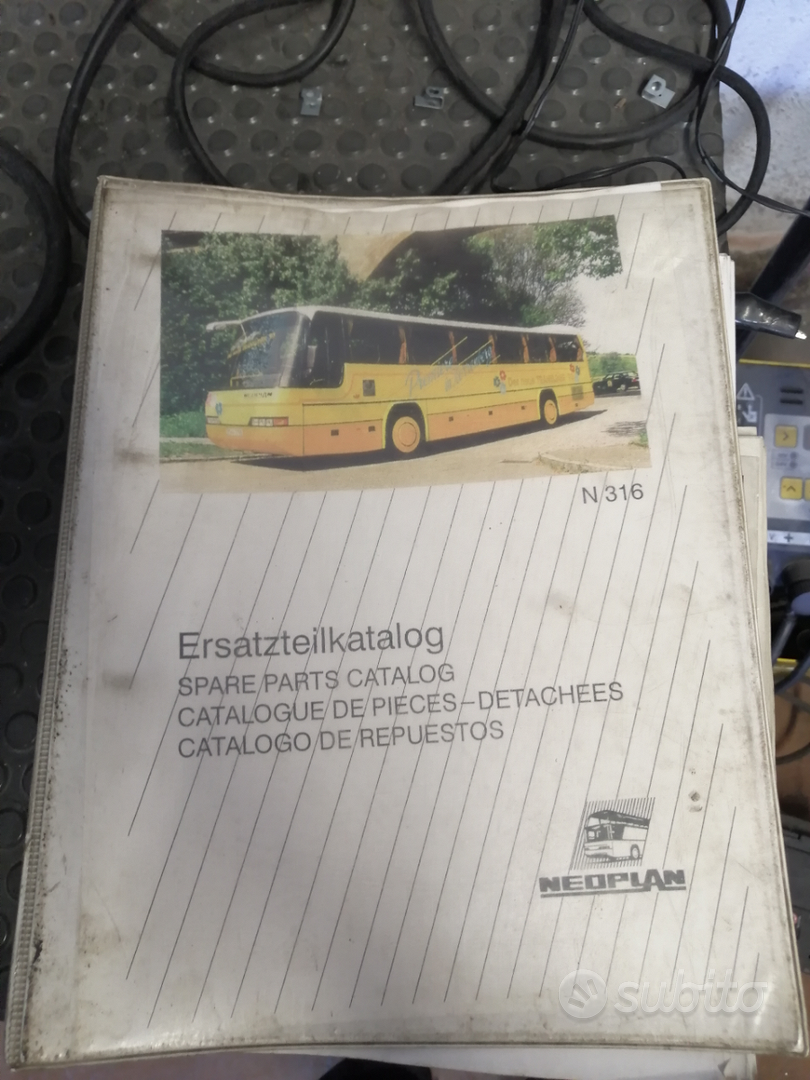 N 316
Ersatzteilkatalog
SPARE PARTS CATALOG
CATALOGUE DE PIECES-DETACHEES
CATALOGO DE REPUESTOS
NEOPLAN
subito